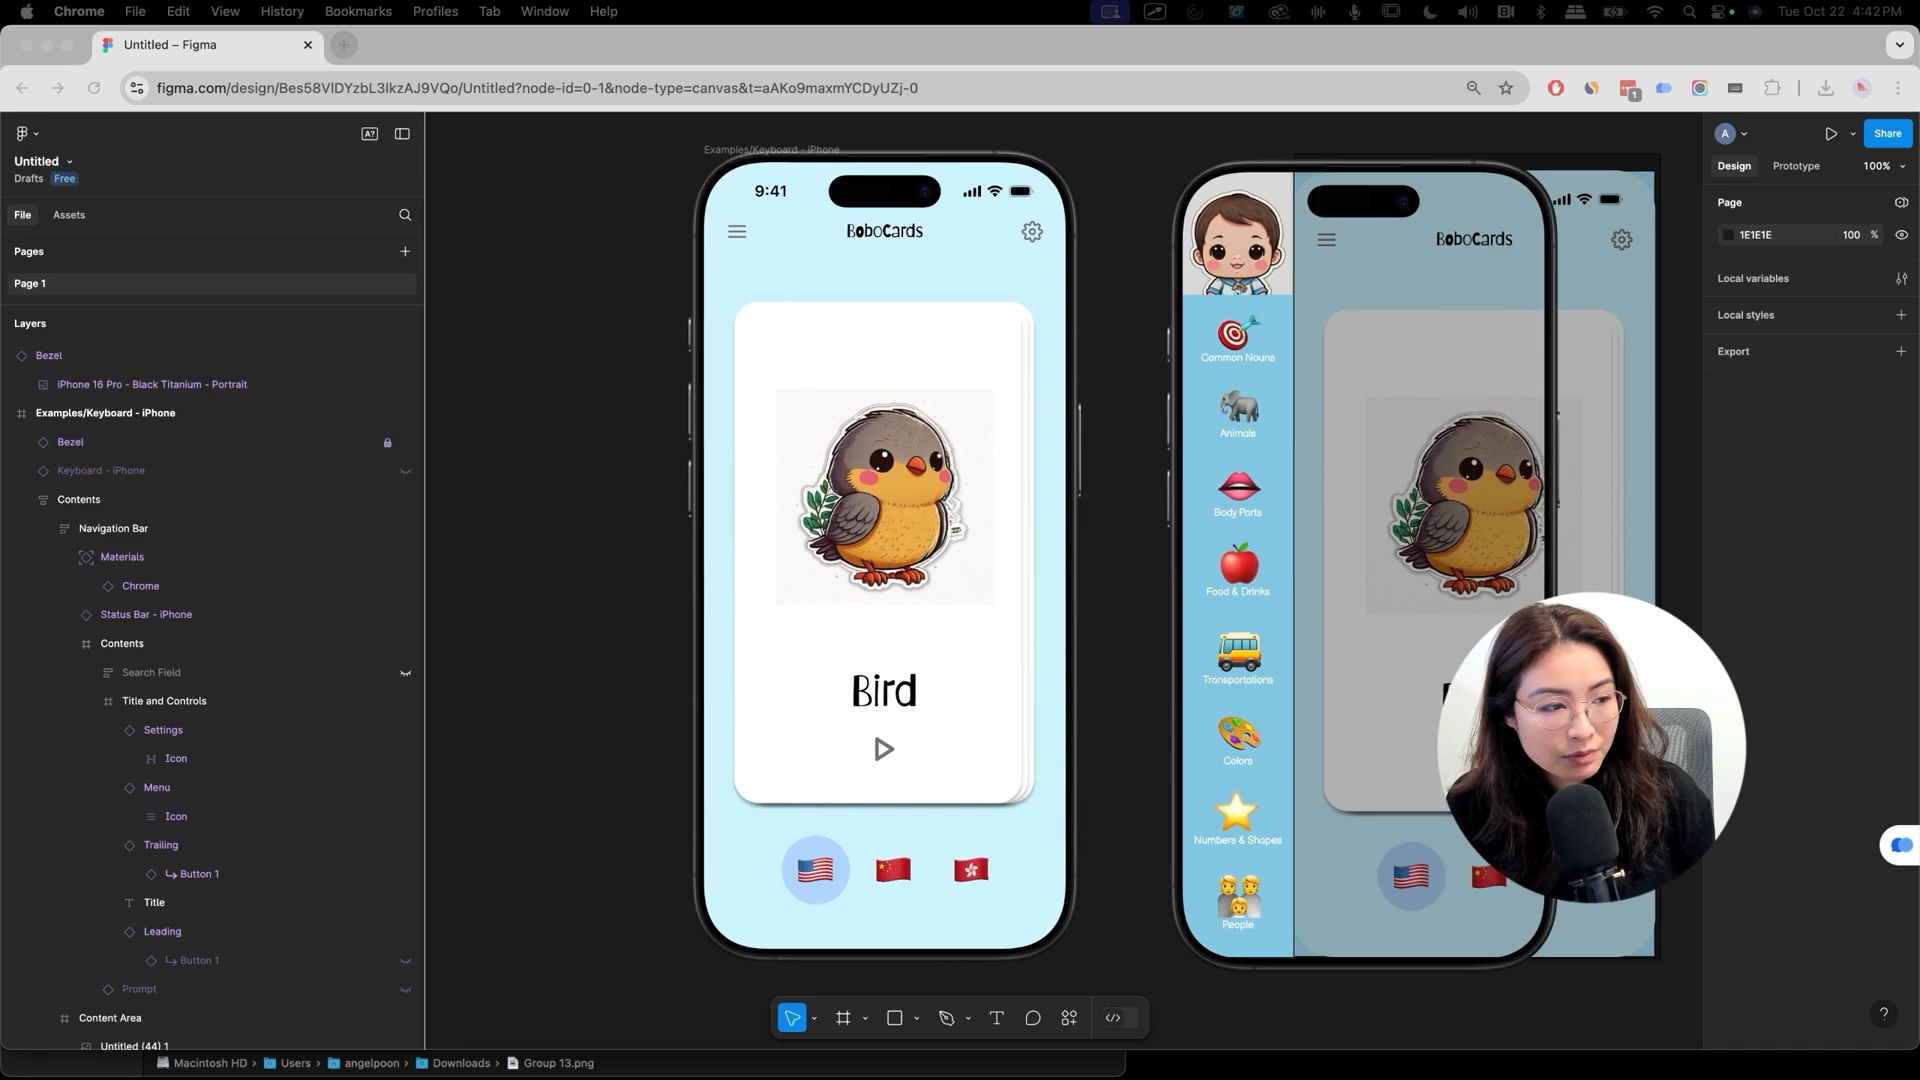 Chrome File Edit View History Bookmarks Profiles Tab Window Help Tue Oct 22 4:42 PM
Untitled – Figma
figma.com/design/Bes58VlDYzbL3lkzAJ9VQo/Untitled?node-id=0-1&node-type=canvas&t=aAKo9maxmYCDyUZj-0
1
A?
Untitled
Drafts Free
File Assets
Pages
Page 1
Layers
Bezel
iPhone 16 Pro - Black Titanium - Portrait
Examples/Keyboard - iPhone
Bezel
Keyboard - iPhone
Contents
Navigation Bar
Materials
Chrome
Status Bar - iPhone
Contents
Search Field
Title and Controls
Settings
Icon
Menu
Icon
Trailing
Button 1
Title
Leading
Button 1
Prompt
Content Area
Untitled (44) 1
Examples/Keyboard - iPhone
9:41
BoboCards
Bird
BoboCards
Common Nouns
Animals
Body Parts
Food & Drinks
Transportations
Colors
Numbers & Shapes
People
A
Share
Design Prototype 100%
Page
1E1E1E 100 %
Local variables
Local styles
Export
?
Macintosh HD › Users › angelpoon › Downloads › Group 13.png